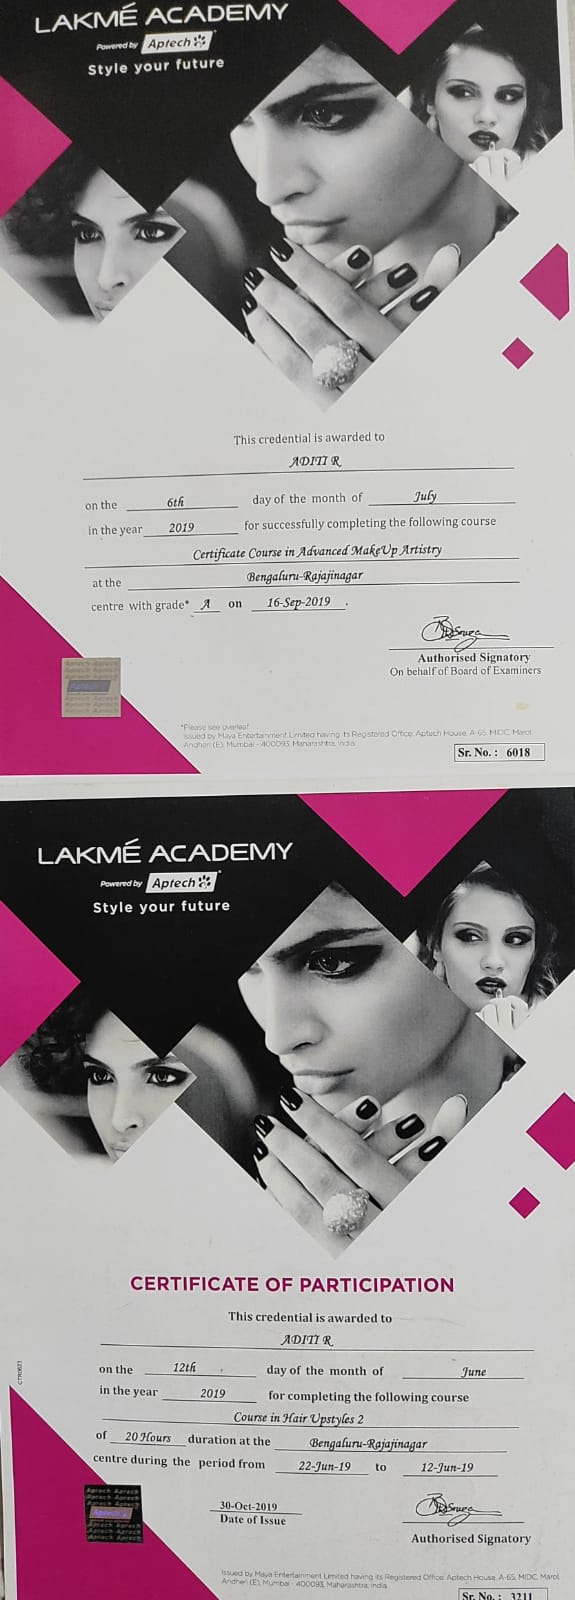 LAKMÉ ACADEMY
Powered by Aptech
Style your future
This credential is awarded to
ADITI R
on the 6th day of the month of July
in the year 2019 for successfully completing the following course
Certificate Course in Advanced MakeUp Artistry
at the Bengaluru-Rajajinagar
centre with grade* A on 16-Sep-2019 .
Authorised Signatory
On behalf of Board of Examiners
*Please see overleaf
Issued by Maya Entertainment Limited having its Registered Office: Aptech House, A-65, MIDC, Marol,
Andheri (E), Mumbai - 400093, Maharashtra, India.
Sr. No. : 6018
LAKMÉ ACADEMY
Powered by Aptech
Style your future
CERTIFICATE OF PARTICIPATION
This credential is awarded to
ADITI R
on the 12th day of the month of June
in the year 2019 for completing the following course
Course in Hair Upstyles 2
of 20 Hours duration at the Bengaluru-Rajajinagar
centre during the period from 22-Jun-19 to 12-Jun-19
30-Oct-2019
Date of Issue
Authorised Signatory
Issued by Maya Entertainment Limited having its Registered Office: Aptech House, A-65, MIDC, Marol,
Andheri (E), Mumbai - 400093, Maharashtra, India.
Sr. No. : 3211